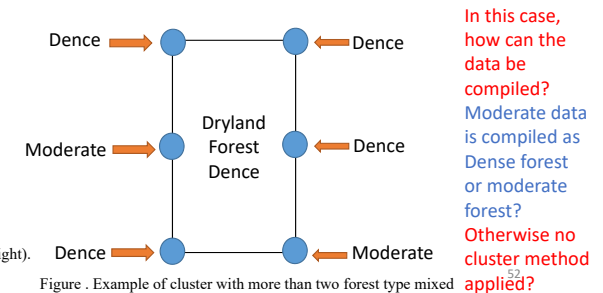 Dence
Dence
Moderate
Dryland
Forest
Dence
Dence
Dence
Moderate
ight).
Figure . Example of cluster with more than two forest type mixed
In this case,
how can the
data be
compiled?
Moderate data
is compiled as
Dense forest
or moderate
forest?
Otherwise no
cluster method
applied?
52